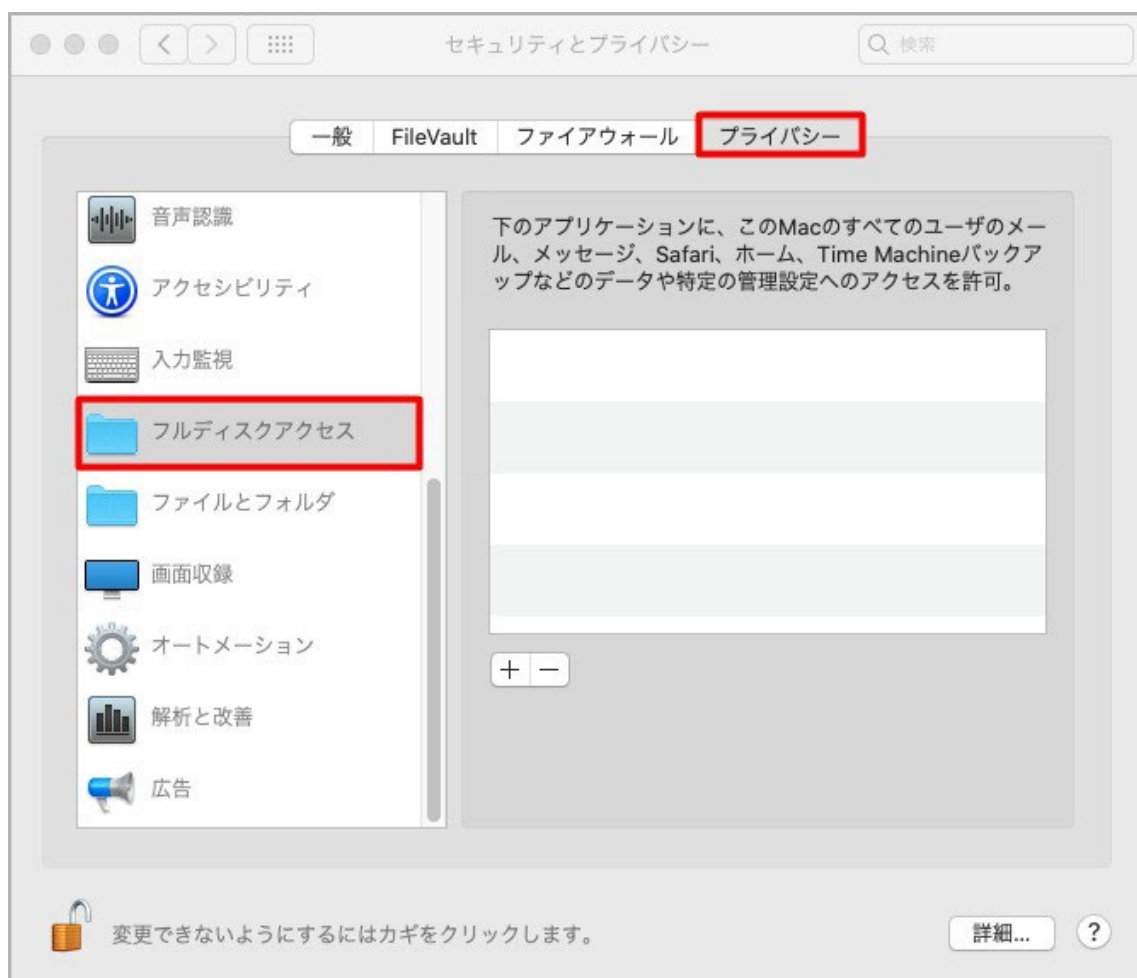 セキュリティとプライバシー
検索
一般
FileVault
ファイアウォール
プライバシー
音声認識
アクセシビリティ
入力監視
フルディスクアクセス
ファイルとフォルダ
画面収録
オートメーション
解析と改善
広告
下のアプリケーションに、このMacのすべてのユーザのメー
ル、メッセージ、Safari、ホーム、Time Machineバックア
ップなどのデータや特定の管理設定へのアクセスを許可。
+ −
変更できないようにするにはカギをクリックします。
詳細...
?